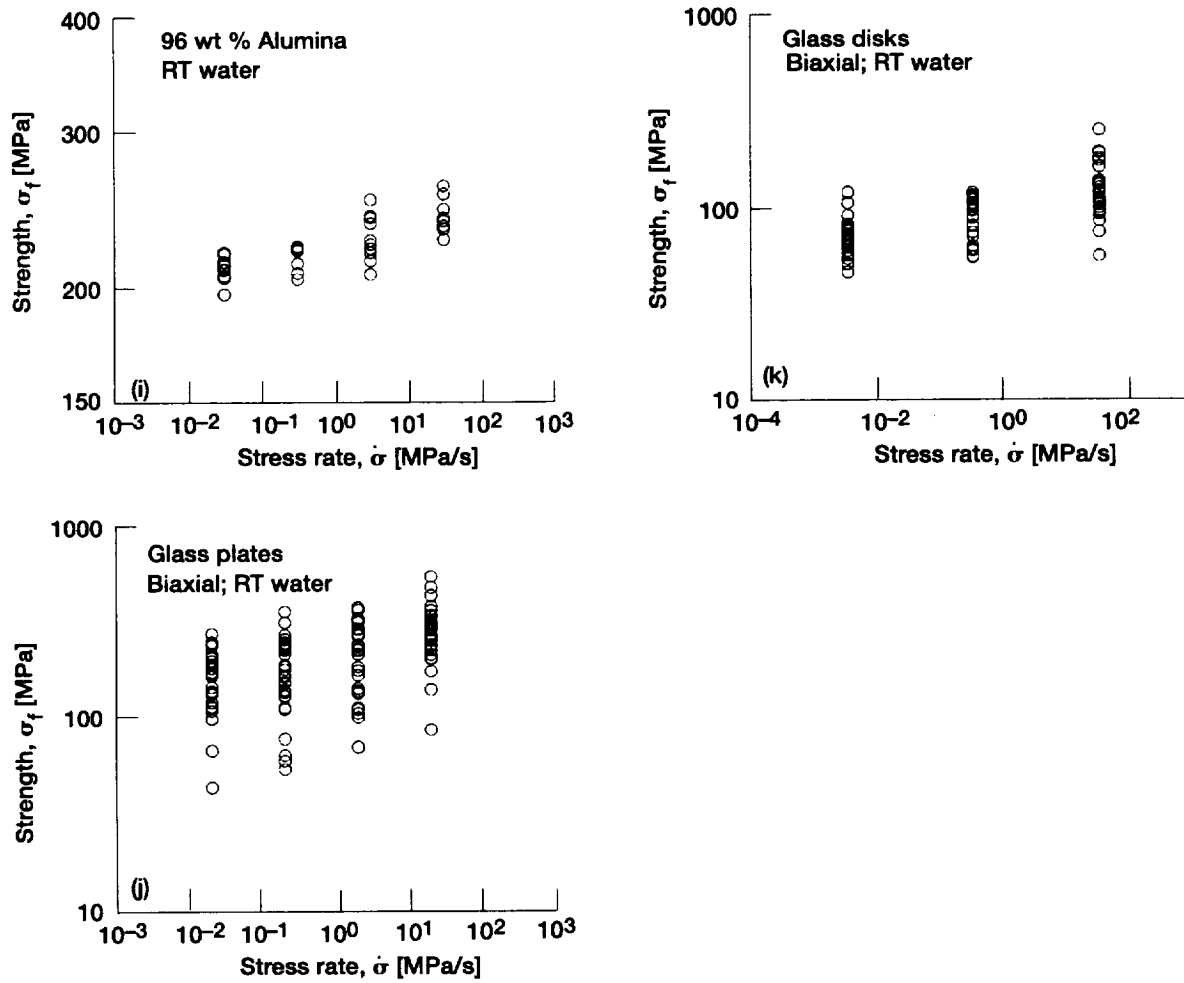 400
300
200
150
Strength, σf [MPa]
96 wt % Alumina
RT water
(i)
10⁻³ 10⁻² 10⁻¹ 10⁰ 10¹ 10² 10³
Stress rate, σ̇ [MPa/s]
1000
100
10
Strength, σf [MPa]
Glass disks
Biaxial; RT water
(k)
10⁻⁴ 10⁻² 10⁰ 10²
Stress rate, σ̇ [MPa/s]
1000
100
10
Strength, σf [MPa]
Glass plates
Biaxial; RT water
(j)
10⁻³ 10⁻² 10⁻¹ 10⁰ 10¹ 10² 10³
Stress rate, σ̇ [MPa/s]